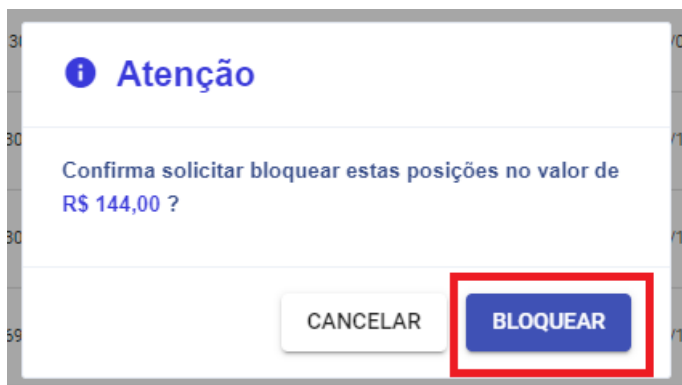 Atenção
Confirma solicitar bloquear estas posições no valor de
R$ 144,00 ?
CANCELAR
BLOQUEAR